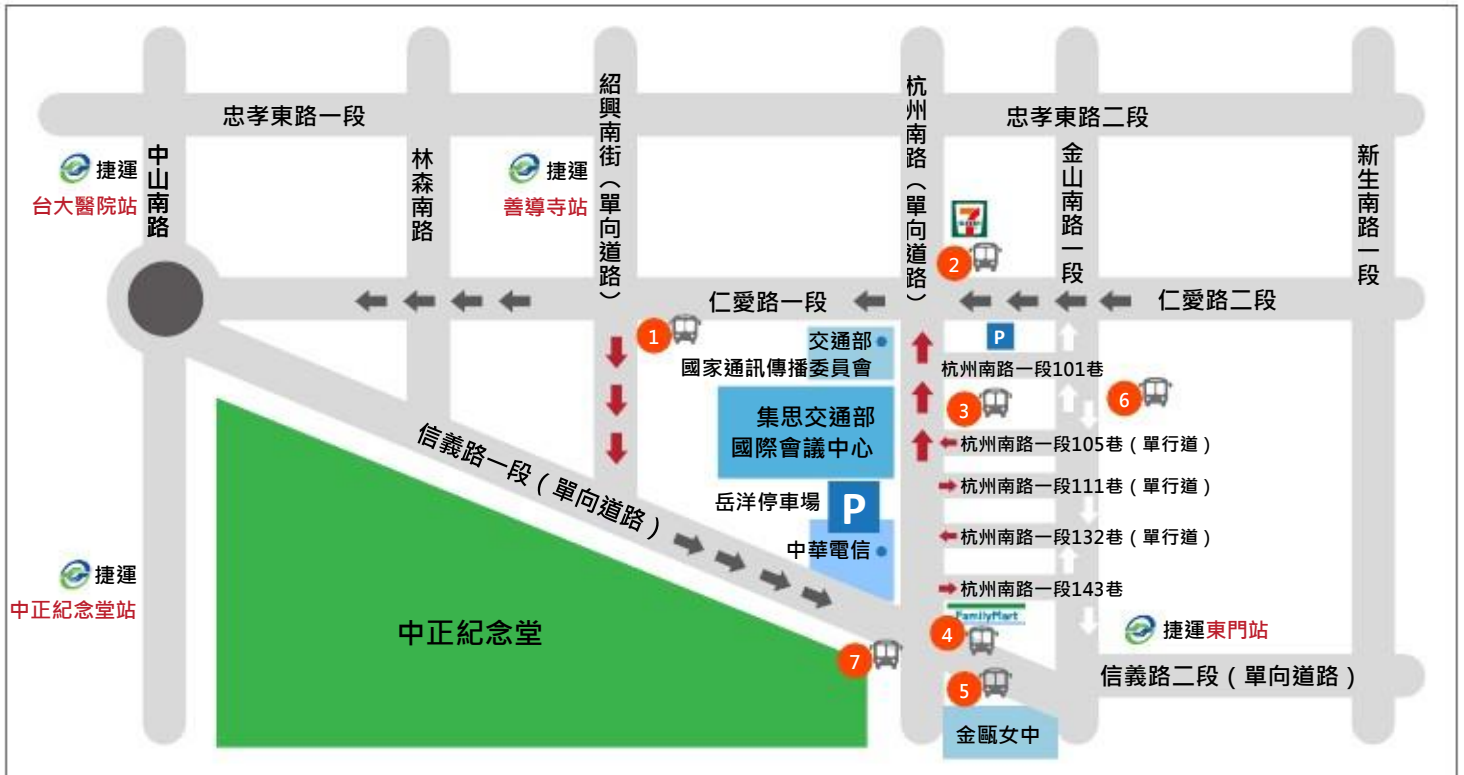 忠孝東路一段
忠孝東路二段
紹興南街（單向道路）
杭州南路（單向道路）
中山南路
林森南路
金山南路一段
新生南路一段
捷運
台大醫院站
捷運
善導寺站
7
2
仁愛路一段
仁愛路二段
1
交通部
國家通訊傳播委員會
P
杭州南路一段101巷
集思交通部
國際會議中心
3
6
信義路一段（單向道路）
杭州南路一段105巷（單行道）
杭州南路一段111巷（單行道）
岳洋停車場
P
杭州南路一段132巷（單行道）
中華電信
捷運
中正紀念堂站
杭州南路一段143巷
FamilyMart
中正紀念堂
4
捷運東門站
7
5
信義路二段（單向道路）
金甌女中